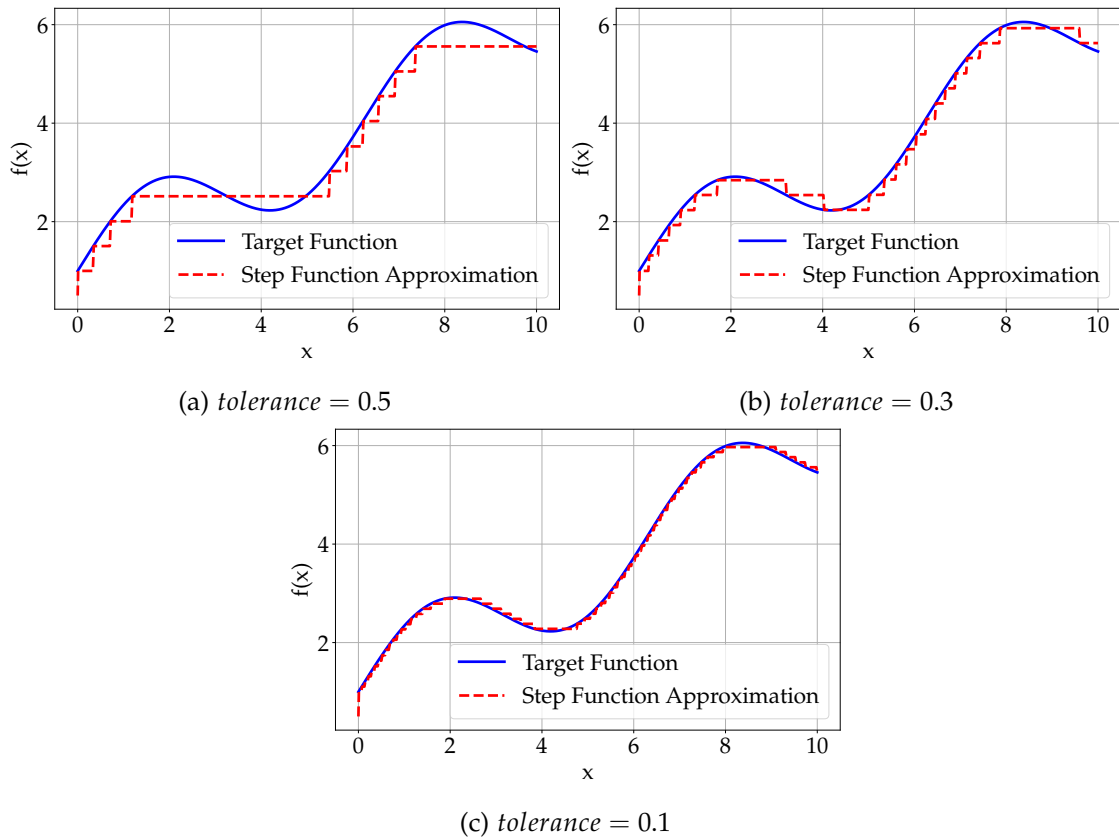 6
4
2
f(x)
Target Function
Step Function Approximation
0 2 4 6 8 10
x
(a) tolerance = 0.5
6
4
2
f(x)
Target Function
Step Function Approximation
0 2 4 6 8 10
x
(b) tolerance = 0.3
6
4
2
f(x)
Target Function
Step Function Approximation
0 2 4 6 8 10
x
(c) tolerance = 0.1